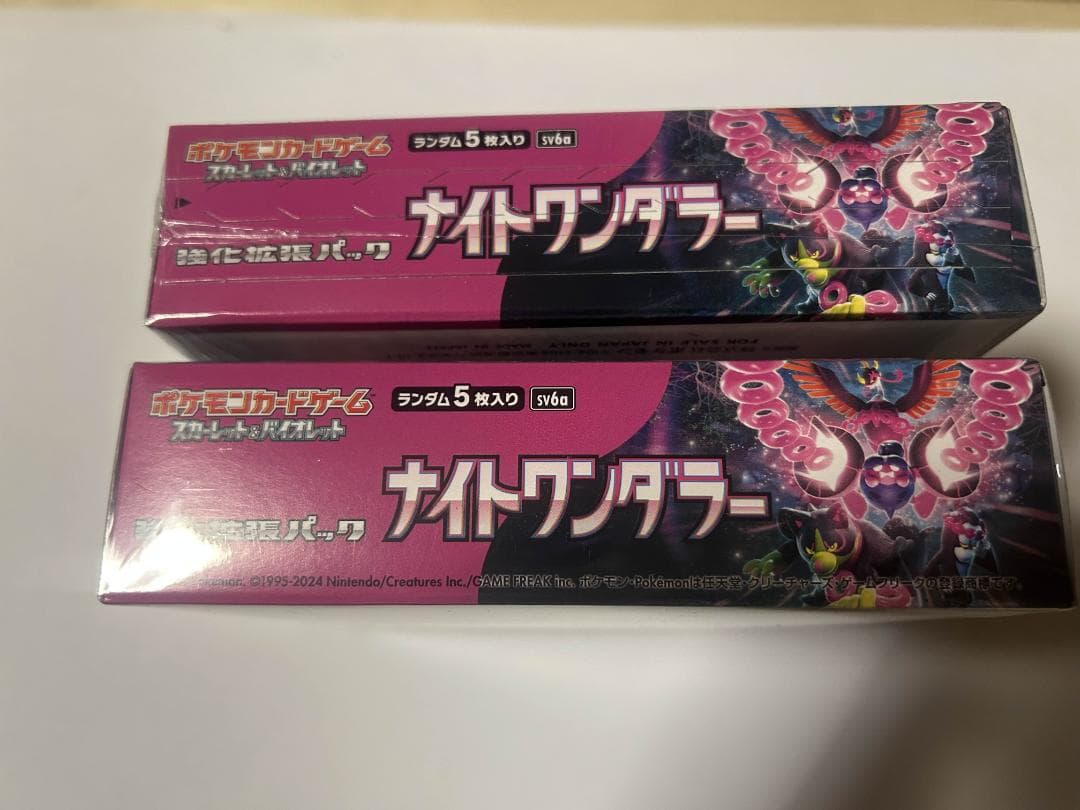 ポケモンカードゲーム
スカーレット&バイオレット
ランダム5枚入り sv6a
ナイトワンダラー
強化拡張パック
FOR SALE IN JAPAN ONLY MADE IN JAPAN
ポケモンカードゲーム
スカーレット&バイオレット
ランダム5枚入り sv6a
ナイトワンダラー
強化拡張パック
Pokémon. ©1995-2024 Nintendo/Creatures Inc./GAME FREAK inc. ポケモン・Pokémonは任天堂・クリーチャーズ・ゲームフリークの登録商標です。